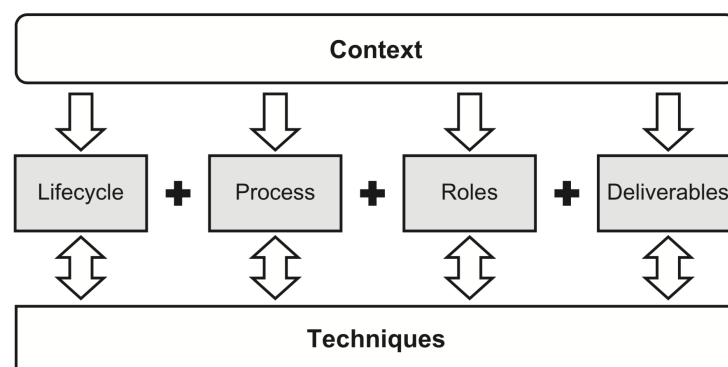 Context
Lifecycle
Process
Roles
Deliverables
Techniques